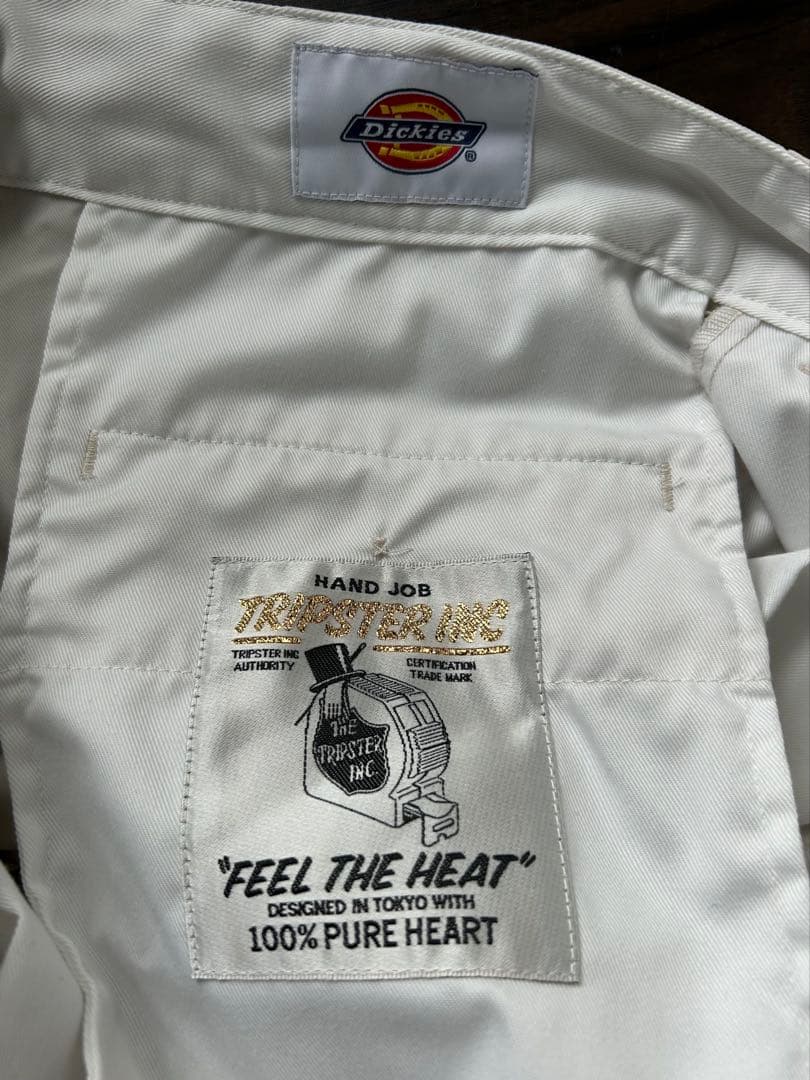 Dickies®
HAND JOB
TRIPSTER INC
TRIPSTER INC
AUTHORITY
CERTIFICATION
TRADE MARK
THE
TRIPSTER
INC.
"FEEL THE HEAT"
DESIGNED IN TOKYO WITH
100% PURE HEART